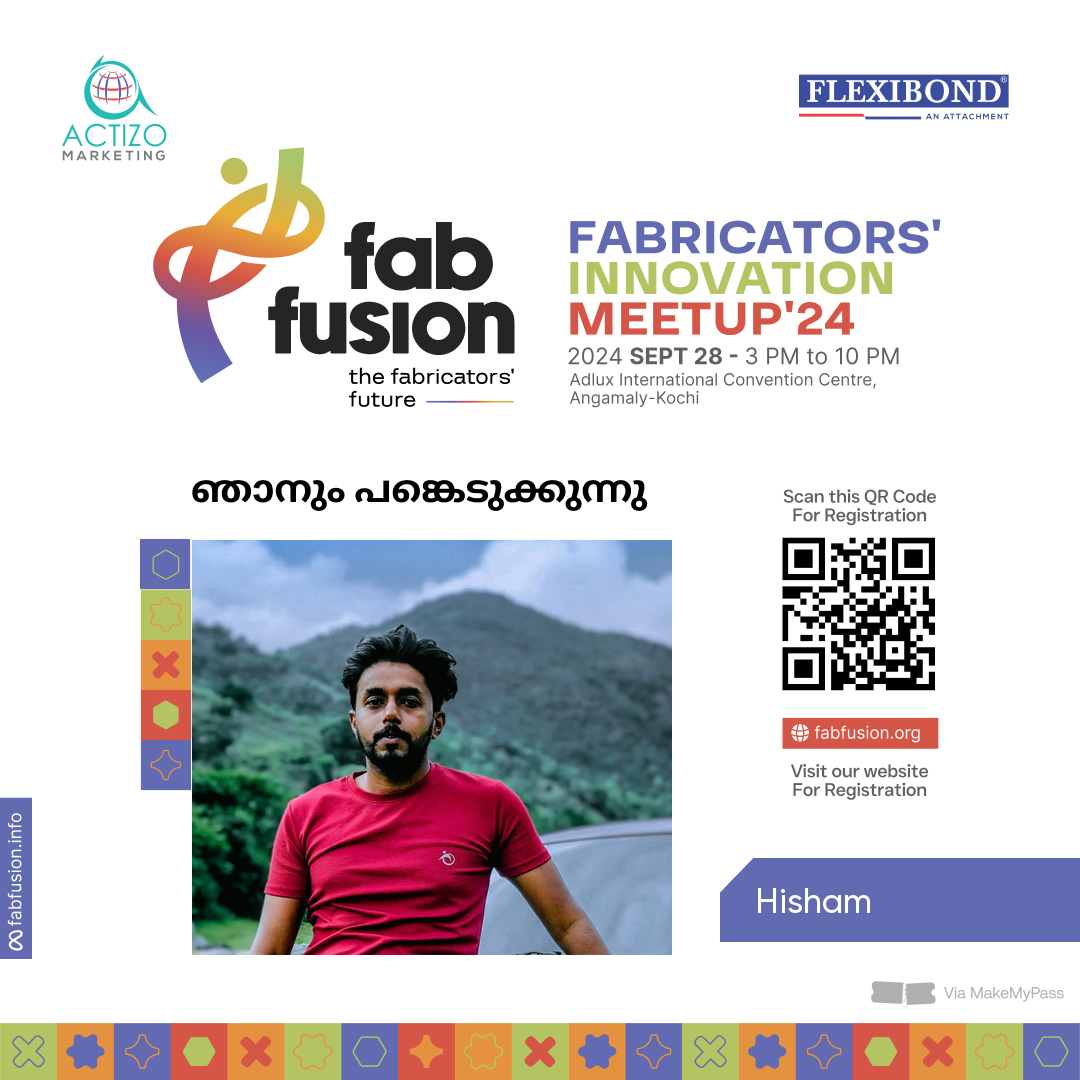 ACTIZO
MARKETING
FLEXIBOND®
AN ATTACHMENT
fab
fusion
the fabricators'
future
FABRICATORS'
INNOVATION
MEETUP'24
2024 SEPT 28 - 3 PM to 10 PM
Adlux International Convention Centre,
Angamaly-Kochi
ഞാനും പങ്കെടുക്കുന്നു
Scan this QR Code
For Registration
fabfusion.org
Visit our website
For Registration
fabfusion.info
Hisham
Via MakeMyPass